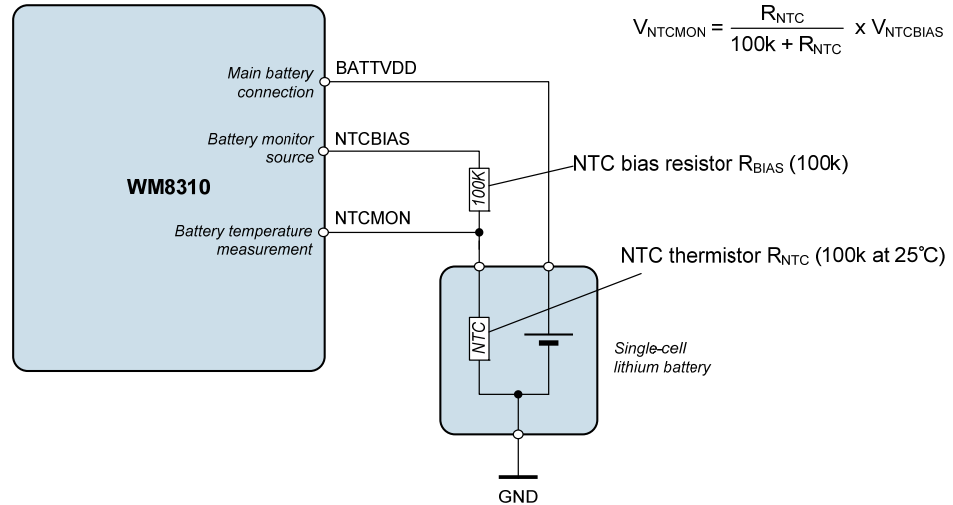 V_NTCMON = R_NTC / (100k + R_NTC) x V_NTCBIAS
Main battery
connection
BATTVDD
Battery monitor
source
NTCBIAS
WM8310
100K
NTC bias resistor R_BIAS (100k)
Battery temperature
measurement
NTCMON
NTC thermistor R_NTC (100k at 25°C)
NTC
Single-cell
lithium battery
GND